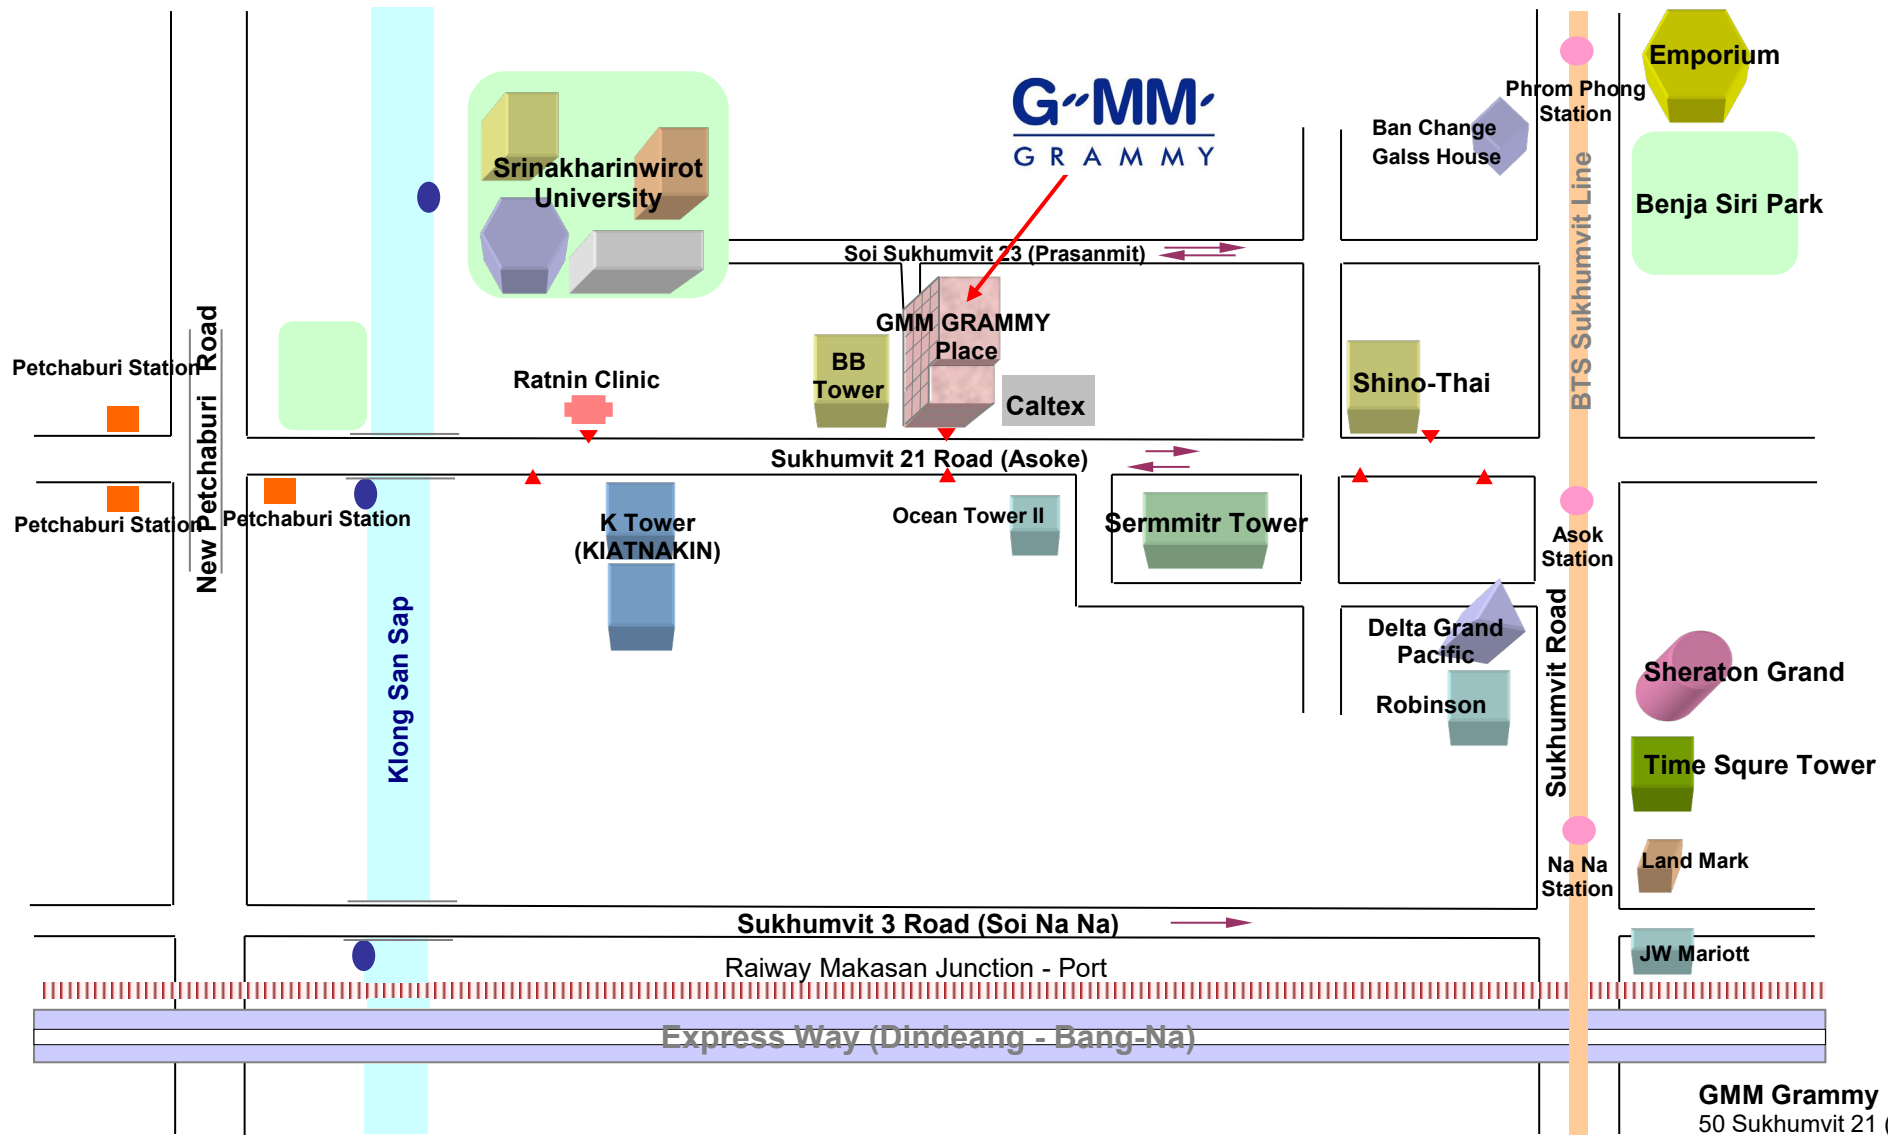 Emporium
Phrom Phong
Station
G MM
GRAMMY
Ban Change
Galss House
Srinakharinwirot
University
Benja Siri Park
BTS Sukhumvit Line
Soi Sukhumvit 23 (Prasanmit)
GMM GRAMMY
Place
New Petchaburi Road
Petchaburi Station
Ratnin Clinic
BB
Tower
Caltex
Shino-Thai
Sukhumvit 21 Road (Asoke)
Petchaburi Station
Petchaburi Station
K Tower
(KIATNAKIN)
Ocean Tower II
Sermmitr Tower
Asok
Station
Klong San Sap
Delta Grand
Pacific
Sukhumvit Road
Sheraton Grand
Robinson
Time Squre Tower
Na Na
Station
Land Mark
Sukhumvit 3 Road (Soi Na Na)
JW Mariott
Raiway Makasan Junction - Port
Express Way (Dindeang - Bang-Na)
GMM Grammy
50 Sukhumvit 21 (